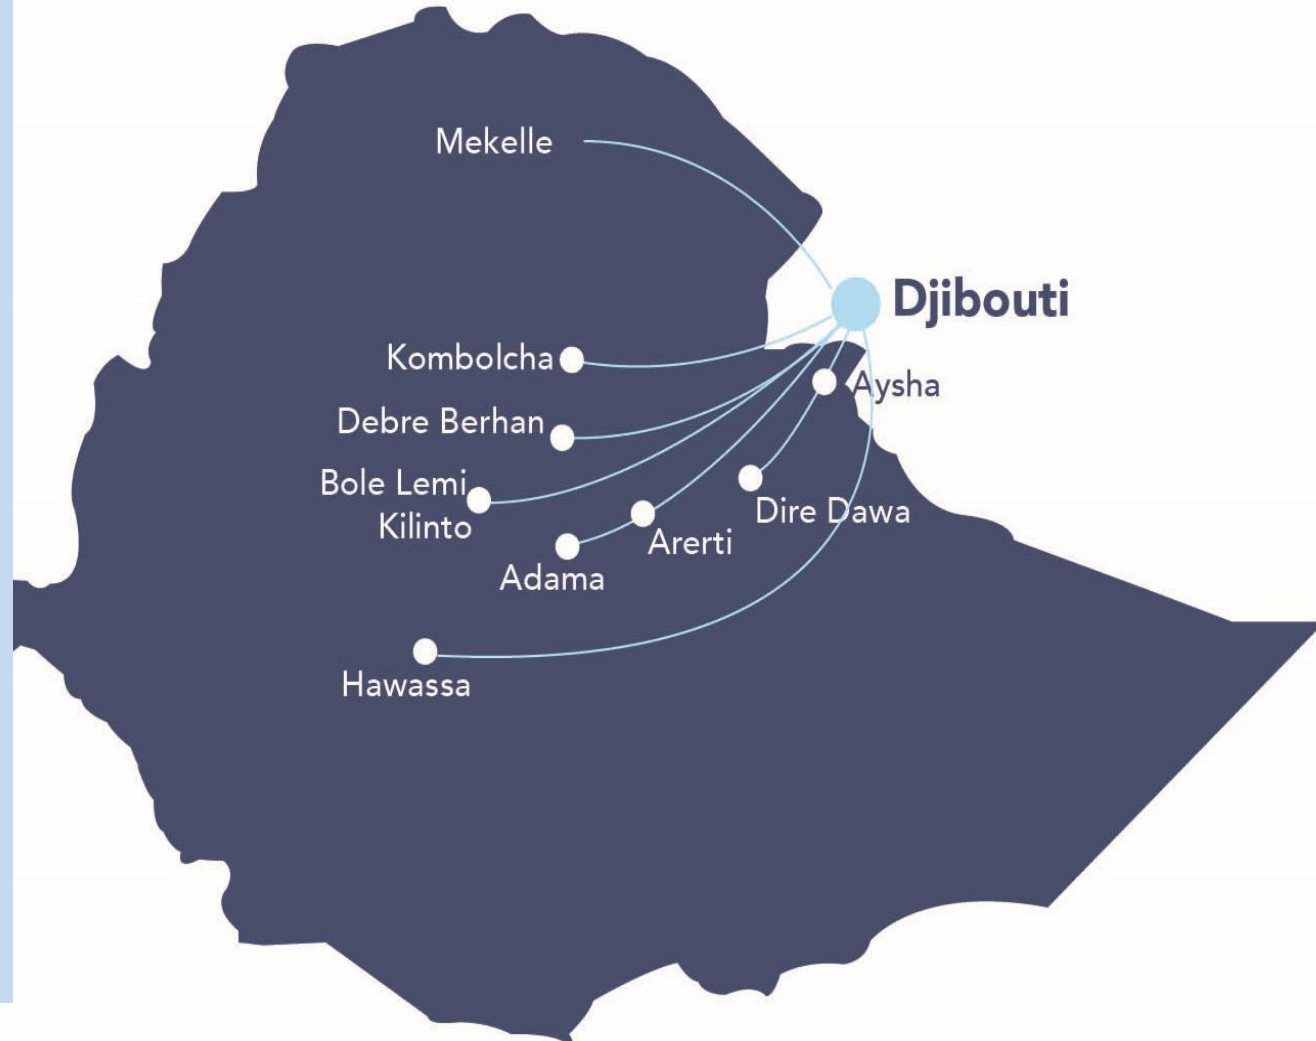 Mekelle
Djibouti
Kombolcha
Aysha
Debre Berhan
Bole Lemi
Kilinto
Dire Dawa
Arerti
Adama
Hawassa